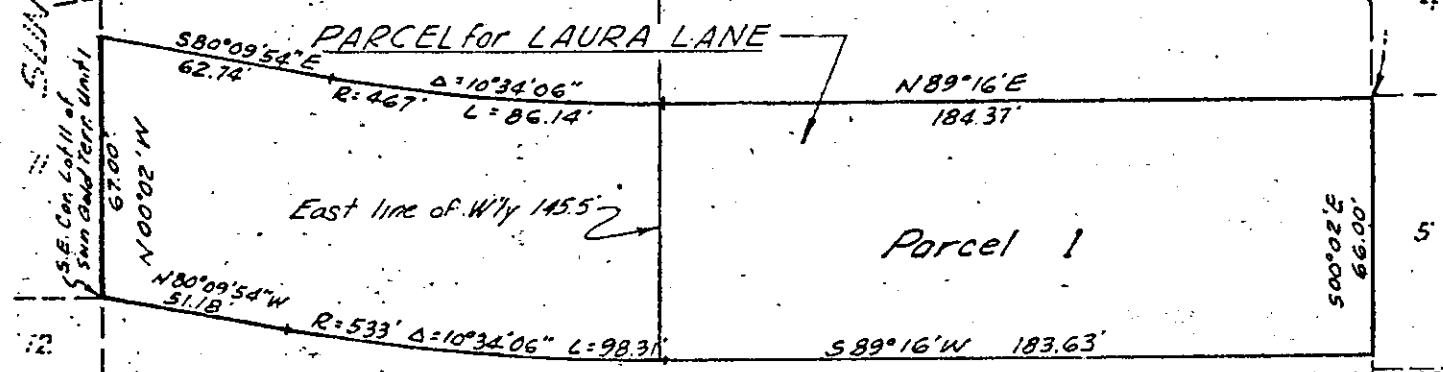 PARCEL for LAURA LANE
S80°09'54"E
62.74'
R=467'
Δ=10°34'06"
L=86.14'
N89°16'E
184.37'
S.E. Cor. Lot 11 of
Sun Gold Terr. Unit 1
67.00'
N00°02'W
11
East line of W'ly 145.5'
Parcel 1
S00°02'E
66.00'
5
N80°09'54"W
51.18'
R=533' Δ=10°34'06" L=98.31'
S89°16'W 183.63'
12